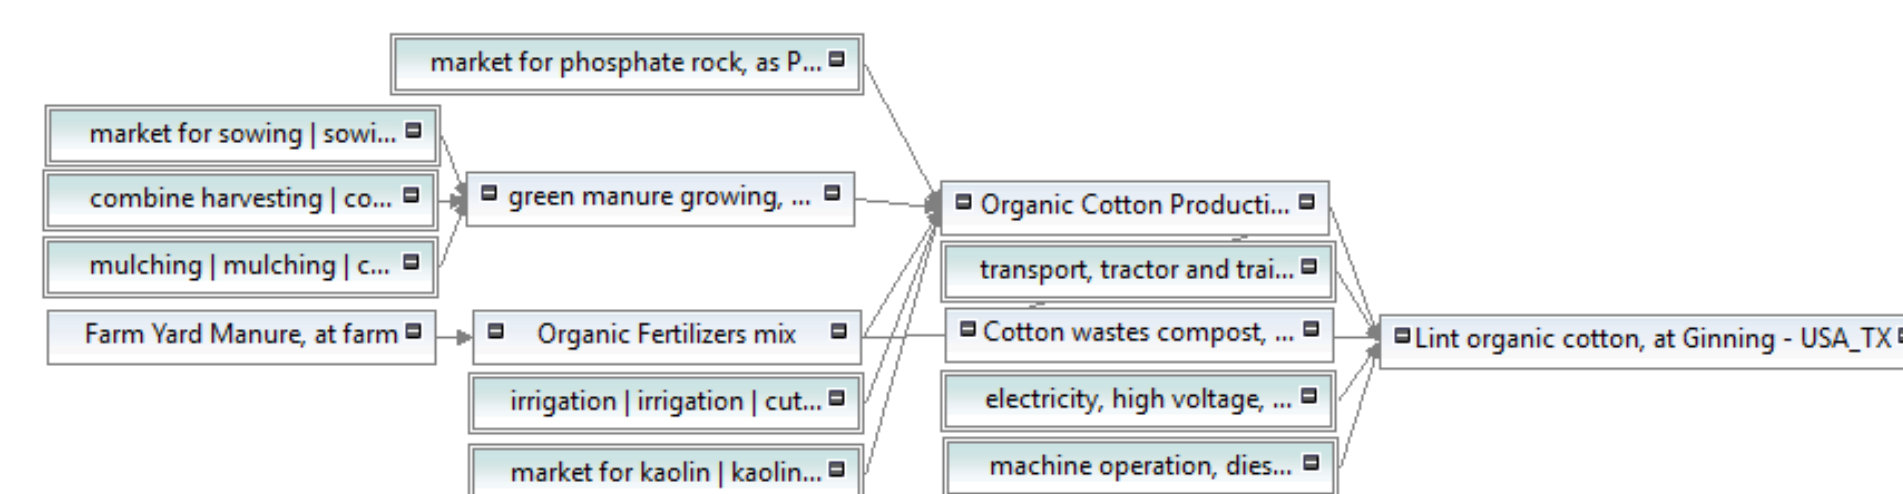 market for phosphate rock, as P...
market for sowing | sowi...
combine harvesting | co...
green manure growing, ...
Organic Cotton Producti...
mulching | mulching | c...
transport, tractor and trai...
Farm Yard Manure, at farm
Organic Fertilizers mix
Cotton wastes compost, ...
Lint organic cotton, at Ginning - USA_TX
irrigation | irrigation | cut...
electricity, high voltage, ...
market for kaolin | kaolin...
machine operation, dies...